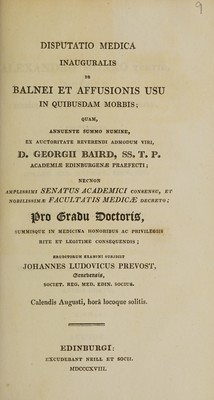 9
DISPUTATIO MEDICA
INAUGURALIS
DE
BALNEI ET AFFUSIONIS USU
IN QUIBUSDAM MORBIS;
QUAM,
ANNUENTE SUMMO NUMINE,
EX AUCTORITATE REVERENDI ADMODUM VIRI,
D. GEORGII BAIRD, SS. T. P.
ACADEMIÆ EDINBURGENÆ PRAEFECTI;
NECNON
AMPLISSIMI SENATUS ACADEMICI CONSENSU, ET
NOBILISSIMÆ FACULTATIS MEDICÆ DECRETO;
Pro Gradu Doctoris,
SUMMISQUE IN MEDICINA HONORIBUS AC PRIVILEGIIS
RITE ET LEGITIME CONSEQUENDIS;
ERUDITORUM EXAMINI SUBJICIT
JOHANNES LUDOVICUS PREVOST,
Genevensis,
SOCIET. REG. MED. EDIN. SOCIUS.
Calendis Augusti, horâ locoque solitis.
EDINBURGI:
EXCUDEBANT NEILL ET SOCII.
MDCCCXVIII.